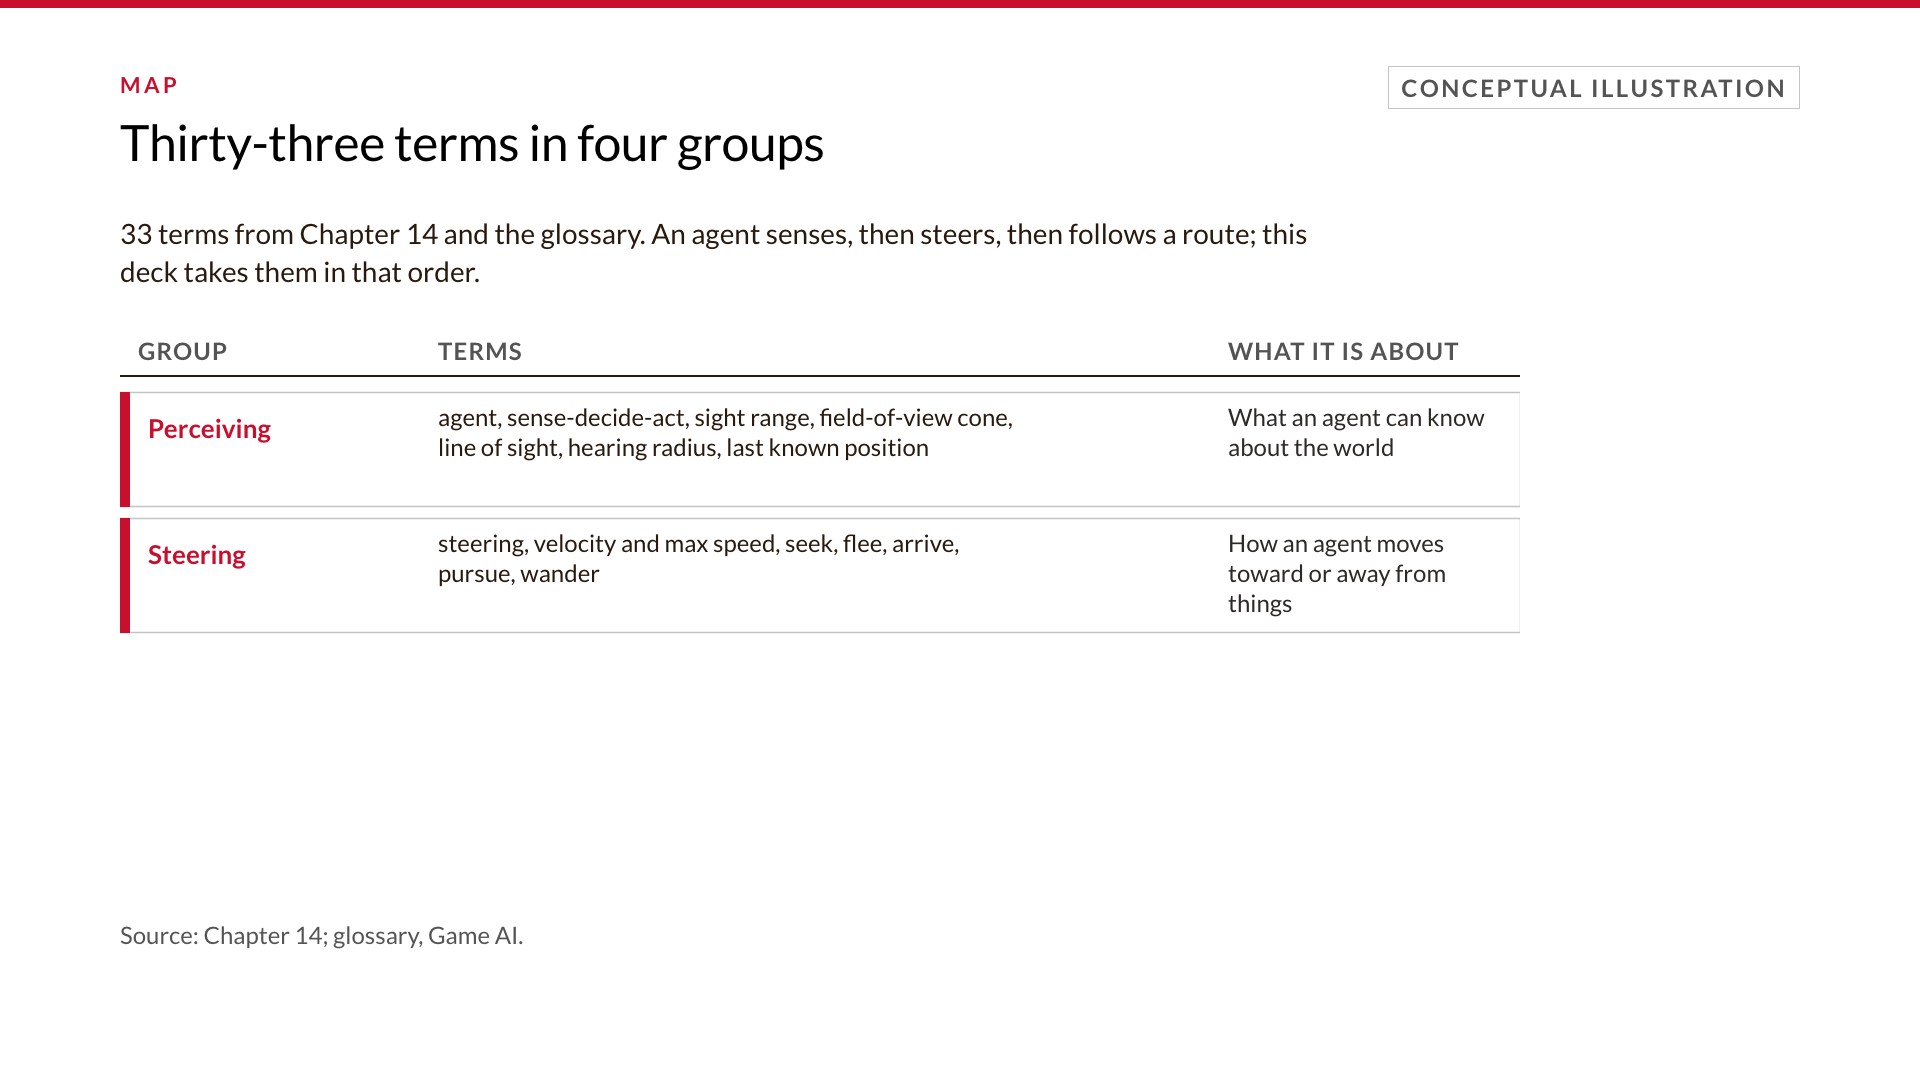 MAP
CONCEPTUAL ILLUSTRATION
Thirty-three terms in four groups
33 terms from Chapter 14 and the glossary. An agent senses, then steers, then follows a route; this
deck takes them in that order.
GROUP TERMS WHAT IT IS ABOUT
Perceiving
agent, sense-decide-act, sight range, field-of-view cone,
line of sight, hearing radius, last known position
What an agent can know
about the world
Steering
steering, velocity and max speed, seek, flee, arrive,
pursue, wander
How an agent moves
toward or away from
things
Source: Chapter 14; glossary, Game AI.